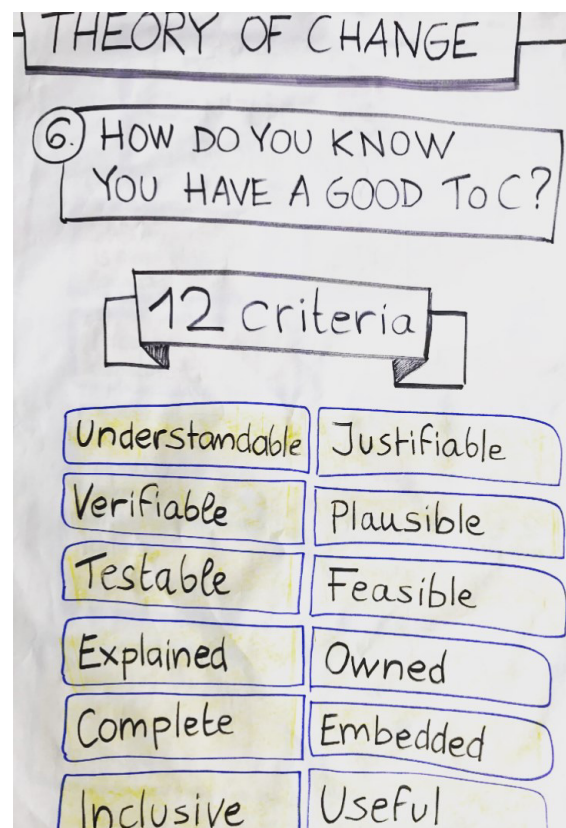 THEORY OF CHANGE
6. HOW DO YOU KNOW
YOU HAVE A GOOD ToC?
12 criteria
Understandable
Justifiable
Verifiable
Plausible
Testable
Feasible
Explained
Owned
Complete
Embedded
Inclusive
Useful